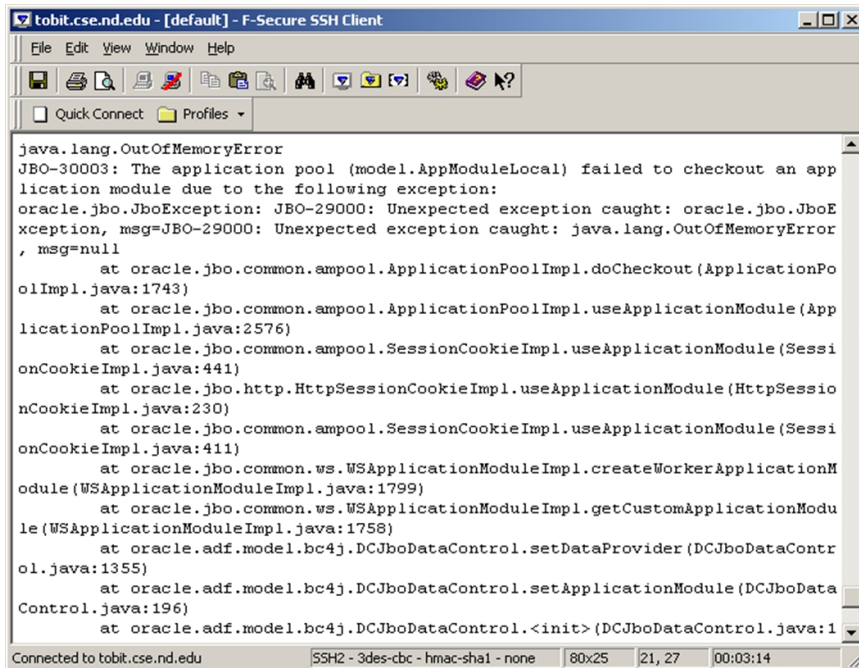 tobit.cse.nd.edu - [default] - F-Secure SSH Client
File Edit View Window Help
Quick Connect Profiles
java.lang.OutOfMemoryError
JBO-30003: The application pool (model.AppModuleLocal) failed to checkout an app
lication module due to the following exception:
oracle.jbo.JboException: JBO-29000: Unexpected exception caught: oracle.jbo.JboE
xception, msg=JBO-29000: Unexpected exception caught: java.lang.OutOfMemoryError
, msg=null
at oracle.jbo.common.ampool.ApplicationPoolImpl.doCheckout(ApplicationPo
olImpl.java:1743)
at oracle.jbo.common.ampool.ApplicationPoolImpl.useApplicationModule(App
licationPoolImpl.java:2576)
at oracle.jbo.common.ampool.SessionCookieImpl.useApplicationModule(Sessi
onCookieImpl.java:441)
at oracle.jbo.http.HttpSessionCookieImpl.useApplicationModule(HttpSessio
nCookieImpl.java:230)
at oracle.jbo.common.ampool.SessionCookieImpl.useApplicationModule(Sessi
onCookieImpl.java:411)
at oracle.jbo.common.ws.WSApplicationModuleImpl.createWorkerApplicationM
odule(WSApplicationModuleImpl.java:1799)
at oracle.jbo.common.ws.WSApplicationModuleImpl.getCustomApplicationModu
le(WSApplicationModuleImpl.java:1758)
at oracle.adf.model.bc4j.DCJboDataControl.setDataProvider(DCJboDataContr
ol.java:1355)
at oracle.adf.model.bc4j.DCJboDataControl.setApplicationModule(DCJboData
Control.java:196)
at oracle.adf.model.bc4j.DCJboDataControl.<init>(DCJboDataControl.java:1
Connected to tobit.cse.nd.edu SSH2 - 3des-cbc - hmac-sha1 - none 80x25 21, 27 00:03:14